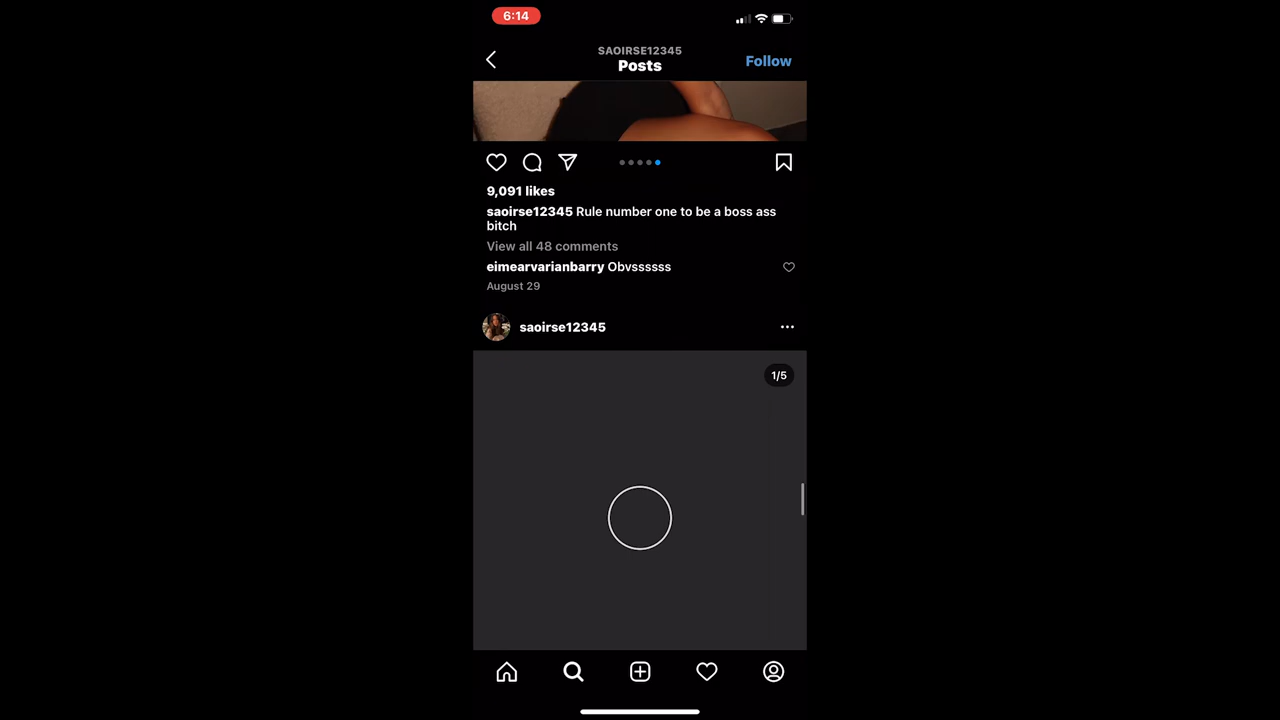 6:14
SAOIRSE12345
Posts
Follow
9,091 likes
saoirse12345 Rule number one to be a boss ass
bitch
View all 48 comments
eimearvarianbarry Obvssssss
August 29
saoirse12345
1/5